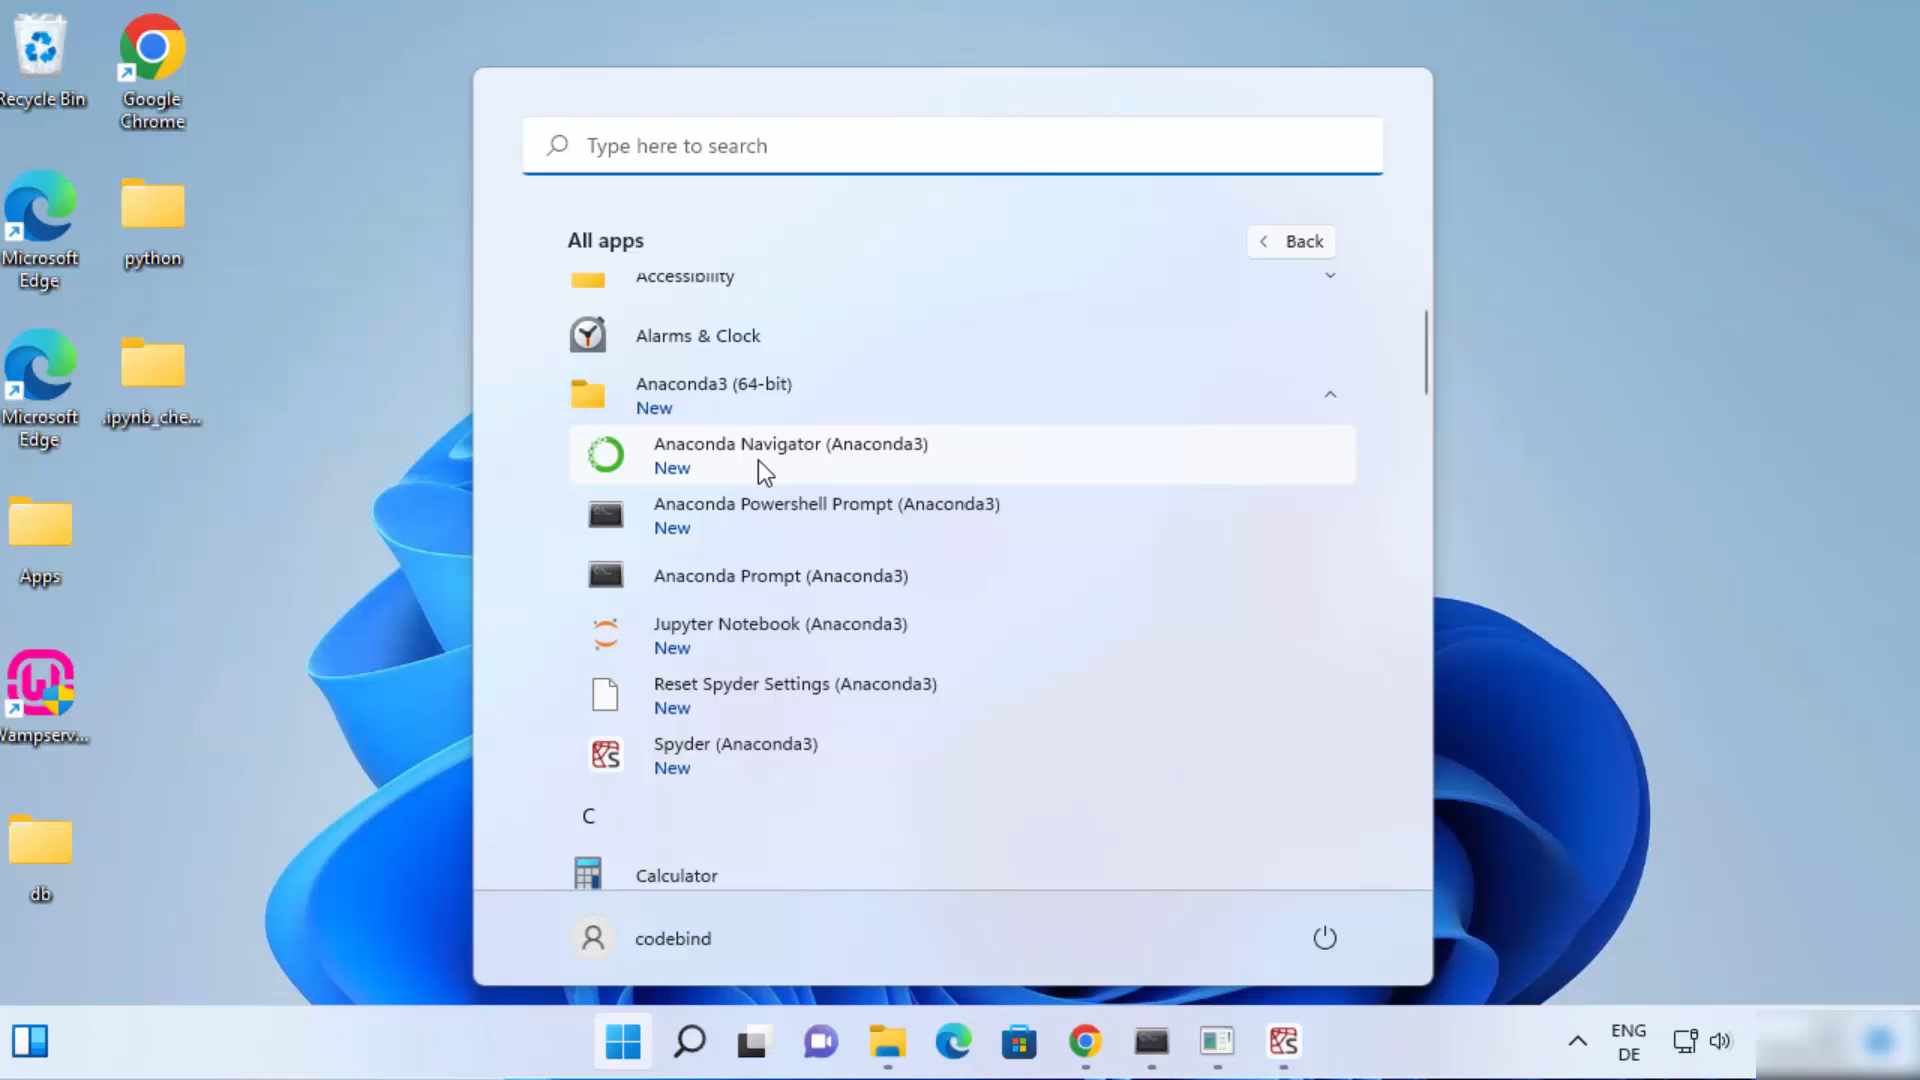 Recycle Bin
Google
Chrome
Microsoft
Edge
python
Microsoft
Edge
.ipynb_che...
Apps
Wampserv...
db
Type here to search
All apps
Back
Accessibility
Alarms & Clock
Anaconda3 (64-bit)
New
Anaconda Navigator (Anaconda3)
New
Anaconda Powershell Prompt (Anaconda3)
New
Anaconda Prompt (Anaconda3)
Jupyter Notebook (Anaconda3)
New
Reset Spyder Settings (Anaconda3)
New
Spyder (Anaconda3)
New
C
Calculator
codebind
ENG
DE